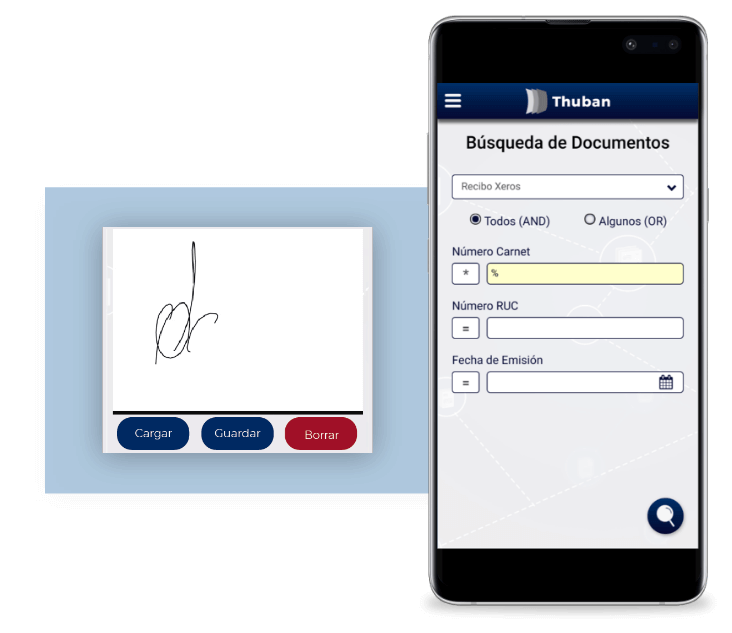 Thuban
Búsqueda de Documentos
Recibo Xeros
Todos (AND) Algunos (OR)
Número Carnet
* %
Número RUC
=
Fecha de Emisión
=
Cargar Guardar Borrar